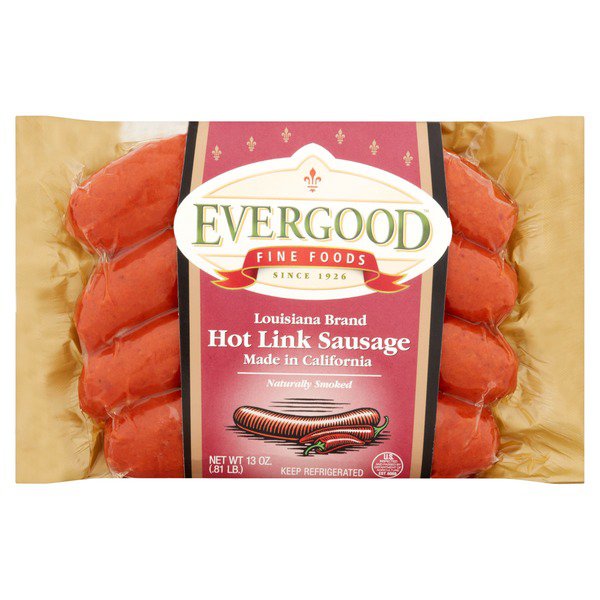 EVERGOOD™
FINE FOODS
SINCE 1926
Louisiana Brand
Hot Link Sausage
Made in California
Naturally Smoked
NET WT 13 OZ.
(.81 LB.)
KEEP REFRIGERATED
U.S.